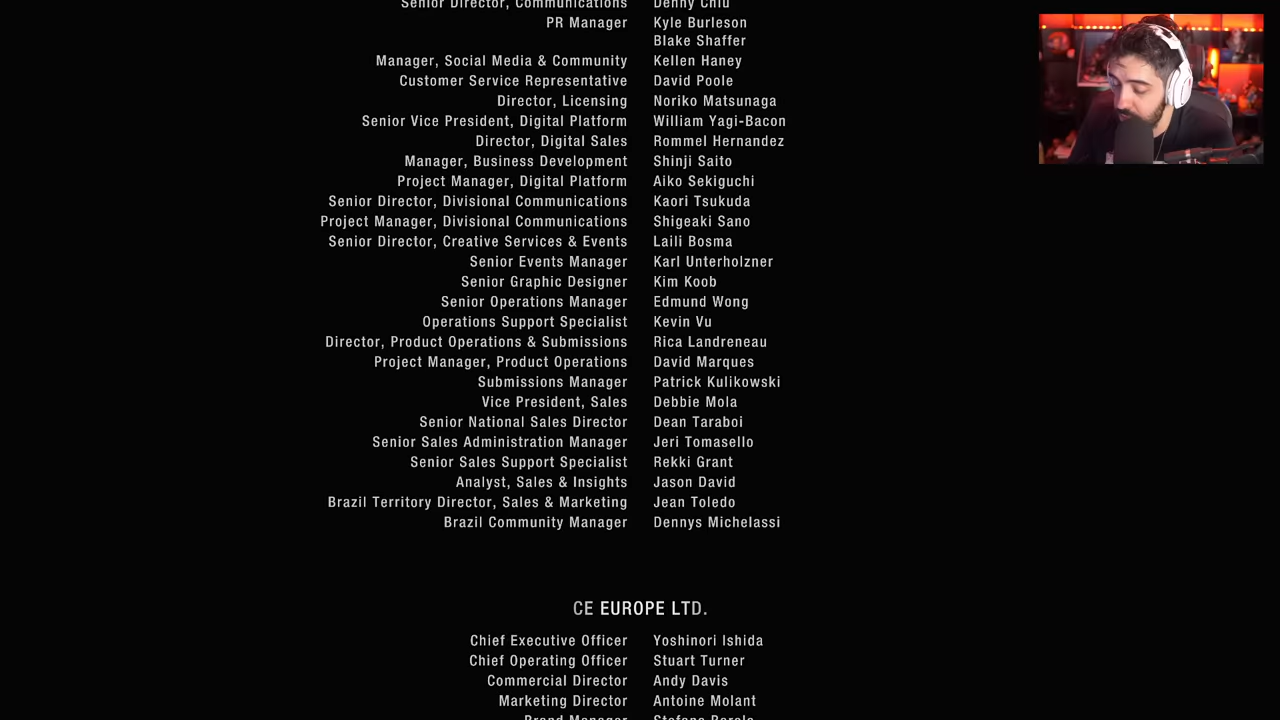 Senior Director, Communications Denny Chiu
PR Manager Kyle Burleson
Blake Shaffer
Manager, Social Media & Community Kellen Haney
Customer Service Representative David Poole
Director, Licensing Noriko Matsunaga
Senior Vice President, Digital Platform William Yagi-Bacon
Director, Digital Sales Rommel Hernandez
Manager, Business Development Shinji Saito
Project Manager, Digital Platform Aiko Sekiguchi
Senior Director, Divisional Communications Kaori Tsukuda
Project Manager, Divisional Communications Shigeaki Sano
Senior Director, Creative Services & Events Laili Bosma
Senior Events Manager Karl Unterholzner
Senior Graphic Designer Kim Koob
Senior Operations Manager Edmund Wong
Operations Support Specialist Kevin Vu
Director, Product Operations & Submissions Rica Landreneau
Project Manager, Product Operations David Marques
Submissions Manager Patrick Kulikowski
Vice President, Sales Debbie Mola
Senior National Sales Director Dean Taraboi
Senior Sales Administration Manager Jeri Tomasello
Senior Sales Support Specialist Rekki Grant
Analyst, Sales & Insights Jason David
Brazil Territory Director, Sales & Marketing Jean Toledo
Brazil Community Manager Dennys Michelassi
CE EUROPE LTD.
Chief Executive Officer Yoshinori Ishida
Chief Operating Officer Stuart Turner
Commercial Director Andy Davis
Marketing Director Antoine Molant
Brand Manager